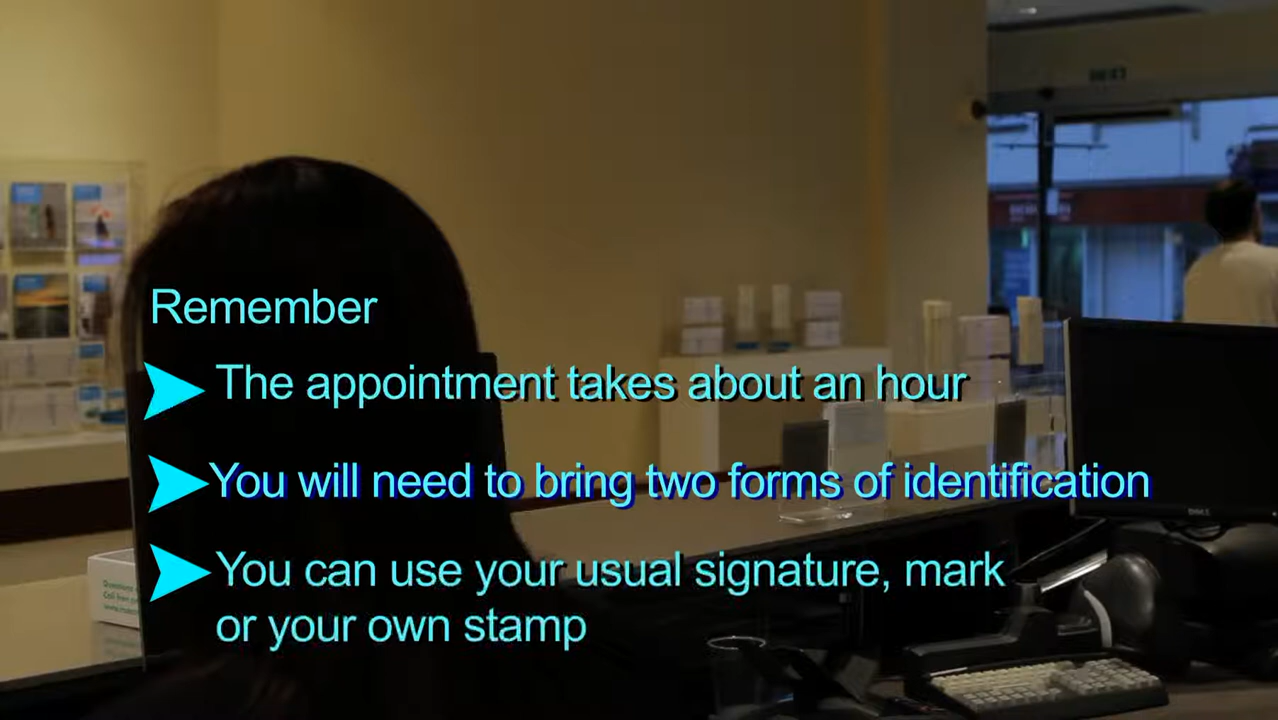 Remember
The appointment takes about an hour
You will need to bring two forms of identification
You can use your usual signature, mark
or your own stamp
DELL